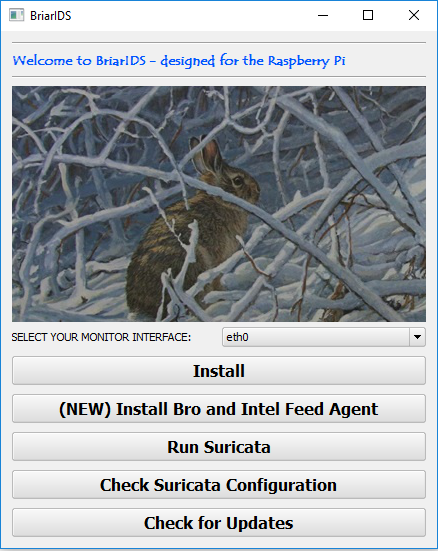 BriarIDS
Welcome to BriarIDS - designed for the Raspberry Pi
SELECT YOUR MONITOR INTERFACE: eth0
Install
(NEW) Install Bro and Intel Feed Agent
Run Suricata
Check Suricata Configuration
Check for Updates